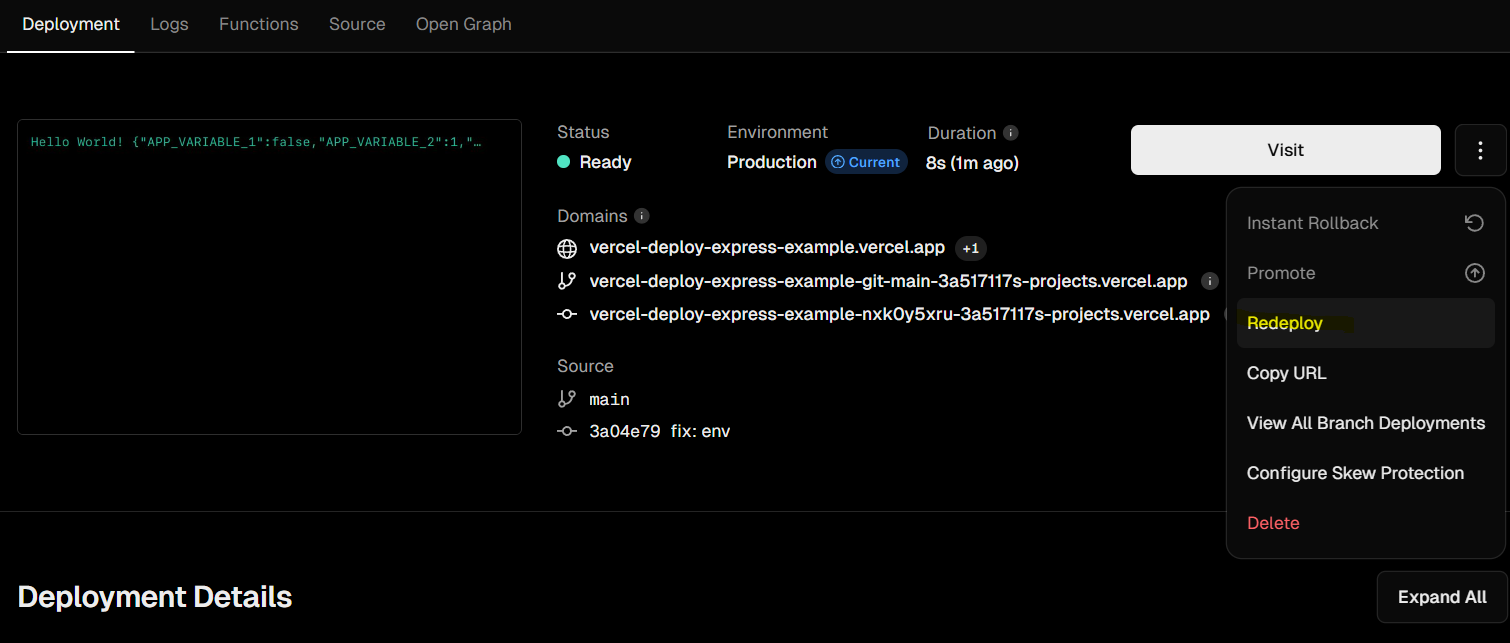 Deployment Logs Functions Source Open Graph
Hello World! {"APP_VARIABLE_1":false,"APP_VARIABLE_2":1,"…
Status
Ready
Environment
Production Current
Duration
8s (1m ago)
Visit
Domains
vercel-deploy-express-example.vercel.app +1
vercel-deploy-express-example-git-main-3a517117s-projects.vercel.app
vercel-deploy-express-example-nxk0y5xru-3a517117s-projects.vercel.app
Source
main
3a04e79 fix: env
Instant Rollback
Promote
Redeploy
Copy URL
View All Branch Deployments
Configure Skew Protection
Delete
Deployment Details
Expand All